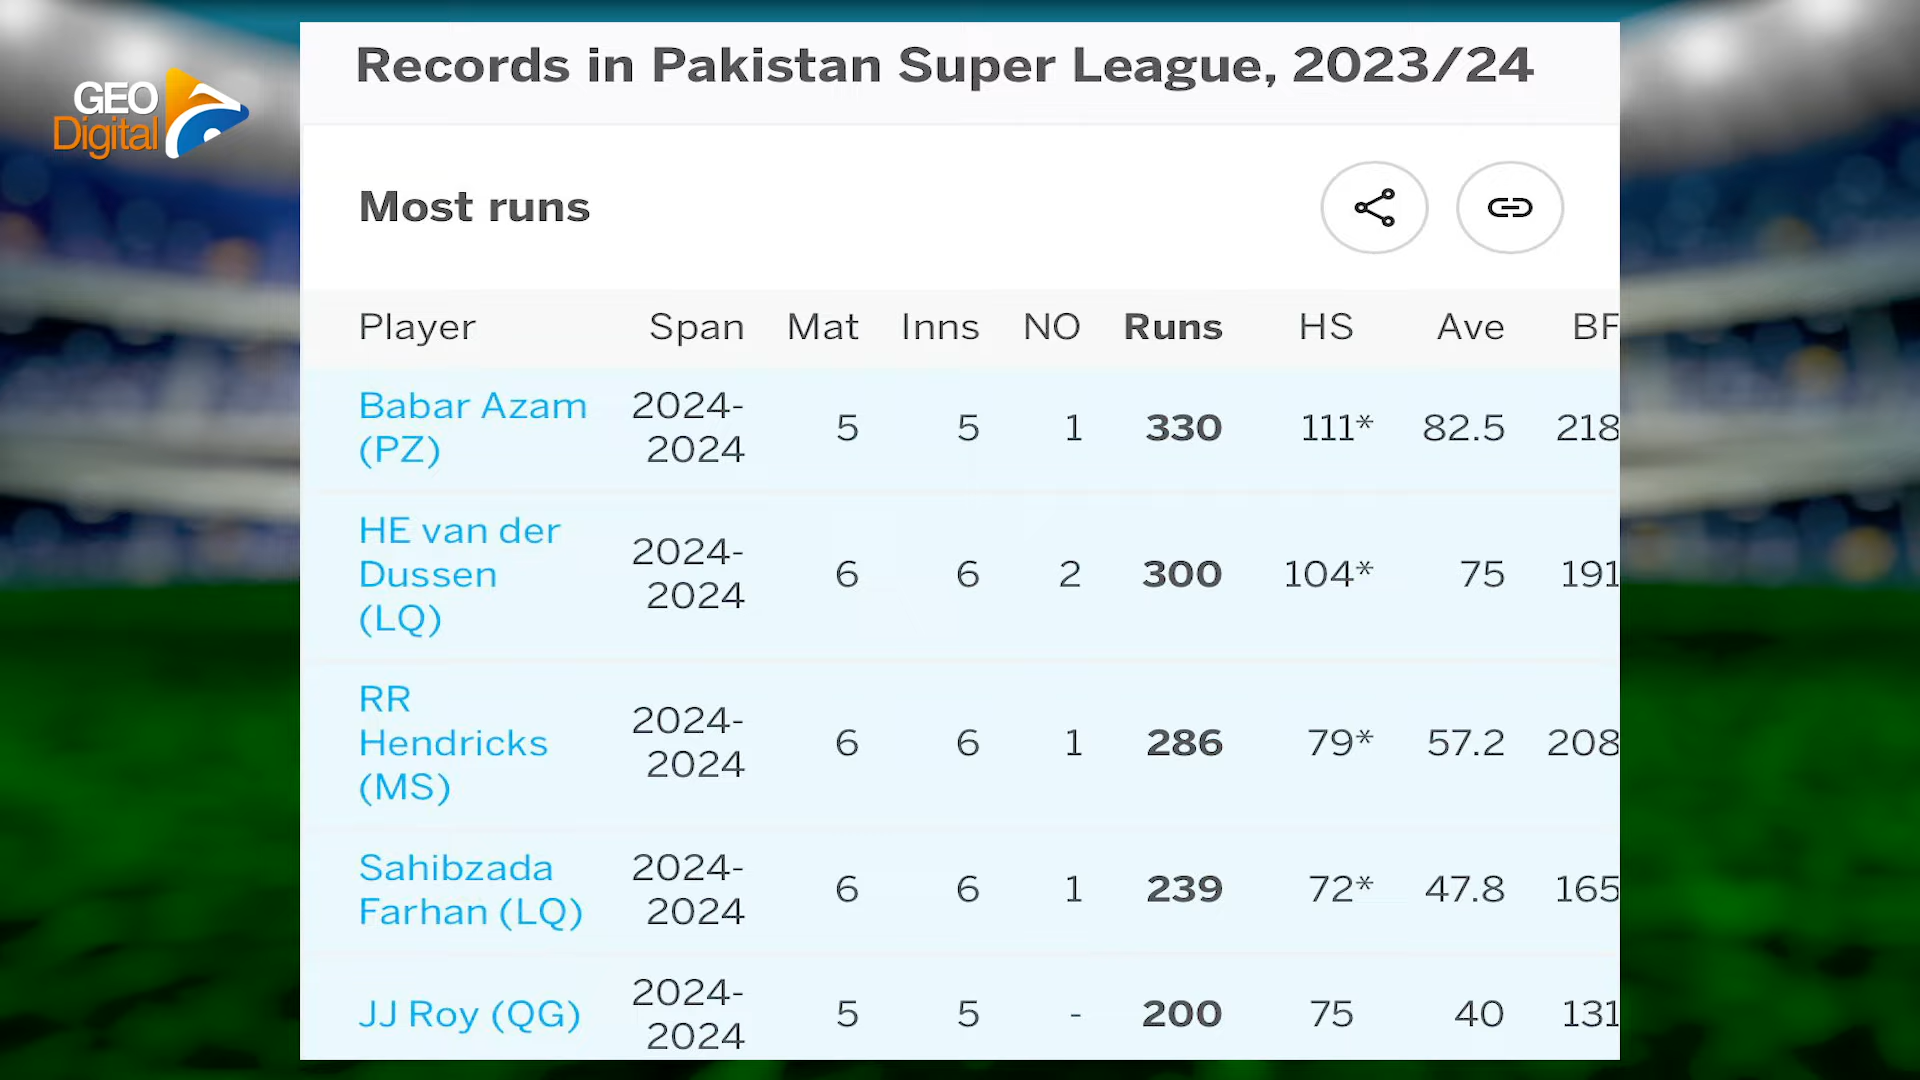 GEO
Digital
Records in Pakistan Super League, 2023/24
Most runs
Player Span Mat Inns NO Runs HS Ave BF
Babar Azam (PZ) 2024-2024 5 5 1 330 111* 82.5 218
HE van der Dussen (LQ) 2024-2024 6 6 2 300 104* 75 191
RR Hendricks (MS) 2024-2024 6 6 1 286 79* 57.2 208
Sahibzada Farhan (LQ) 2024-2024 6 6 1 239 72* 47.8 165
JJ Roy (QG) 2024-2024 5 5 - 200 75 40 131